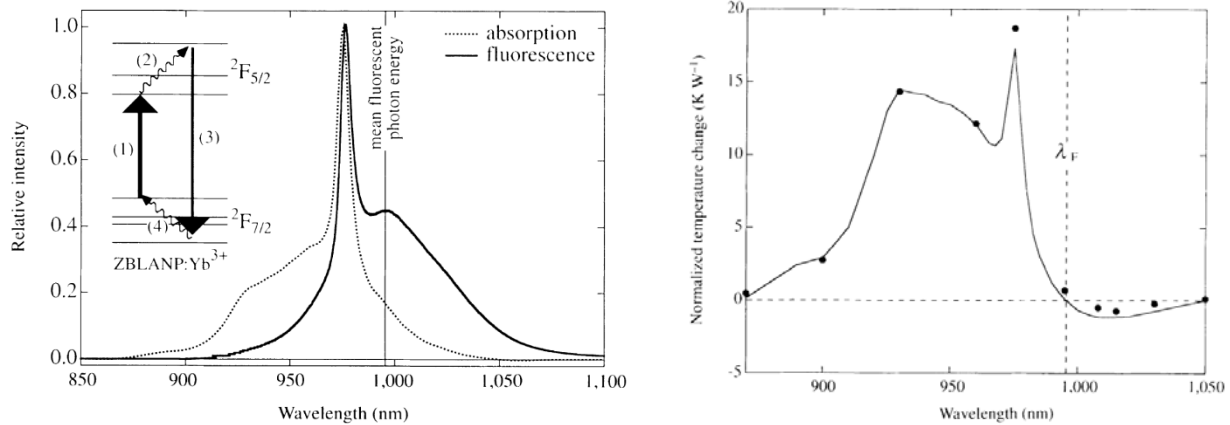 1.0
0.8
0.6
0.4
0.2
0.0
Relative intensity
absorption
fluorescence
mean fluorescent
photon energy
(2)
²F5/2
(1)
(3)
(4)
²F7/2
ZBLANP:Yb³⁺
850
900
950
1,000
1,050
1,100
Wavelength (nm)
20
15
10
5
0
-5
Normalized temperature change (K W⁻¹)
λF
900
950
1,000
1,050
Wavelength (nm)